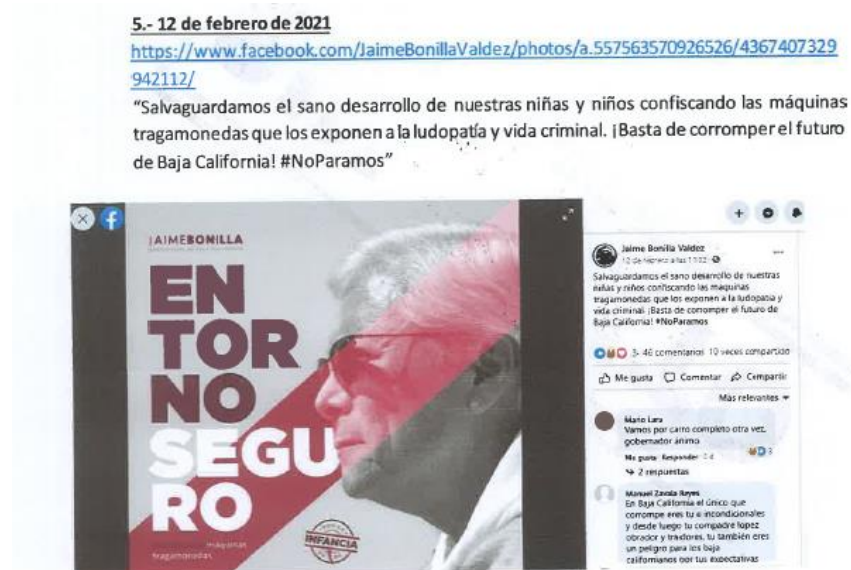 5.- 12 de febrero de 2021
https://www.facebook.com/JaimeBonillaValdez/photos/a.557563570926526/4367407329
942112/
“Salvaguardamos el sano desarrollo de nuestras niñas y niños confiscando las máquinas
tragamonedas que los exponen a la ludopatía y vida criminal. ¡Basta de corromper el futuro
de Baja California! #NoParamos”
JAIMEBONILLA
EN
TOR
NO
SEGU
RO
máquinas
tragamonedas
INFANCIA
Jaime Bonilla Valdez
12 de febrero a las
Salvaguardamos el sano desarrollo de nuestras
niñas y niños confiscando las máquinas
tragamonedas que los exponen a la ludopatía y
vida criminal. ¡Basta de corromper el futuro de
Baja California! #NoParamos
46 comentarios 10 veces compartido
Me gusta Comentar Compartir
Más relevantes
Mario Lara
Vamos por carro completo otra vez,
gobernador ánimo
Me gusta Responder 3
2 respuestas
Manuel Zavala Reyes
En Baja California el único que
corrompe eres tu e incondicionales
y desde luego tu compadre lopez
obrador y traidores, tu también eres
un peligro para los baja
californianos por tus expectativas